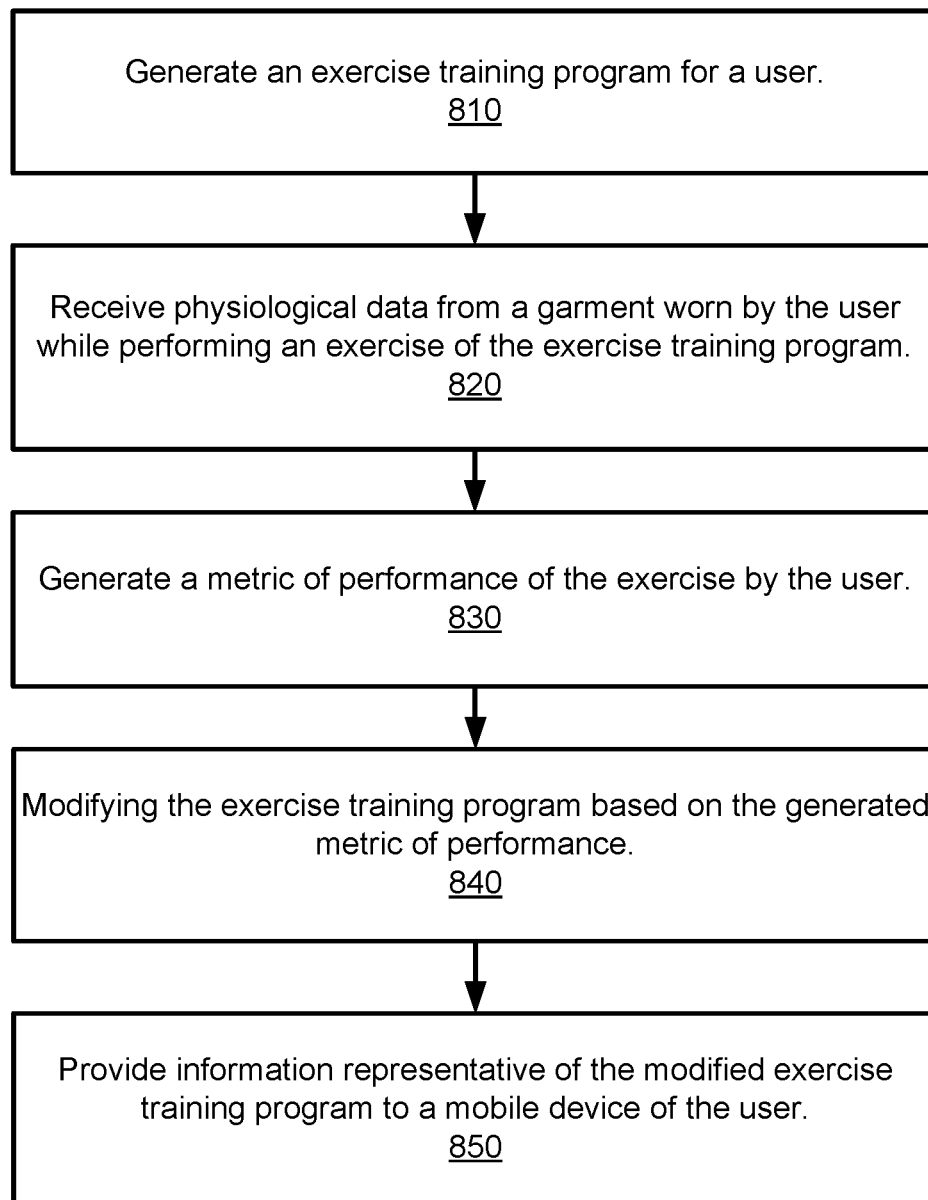 Generate an exercise training program for a user.
810
Receive physiological data from a garment worn by the user
while performing an exercise of the exercise training program.
820
Generate a metric of performance of the exercise by the user.
830
Modifying the exercise training program based on the generated
metric of performance.
840
Provide information representative of the modified exercise
training program to a mobile device of the user.
850